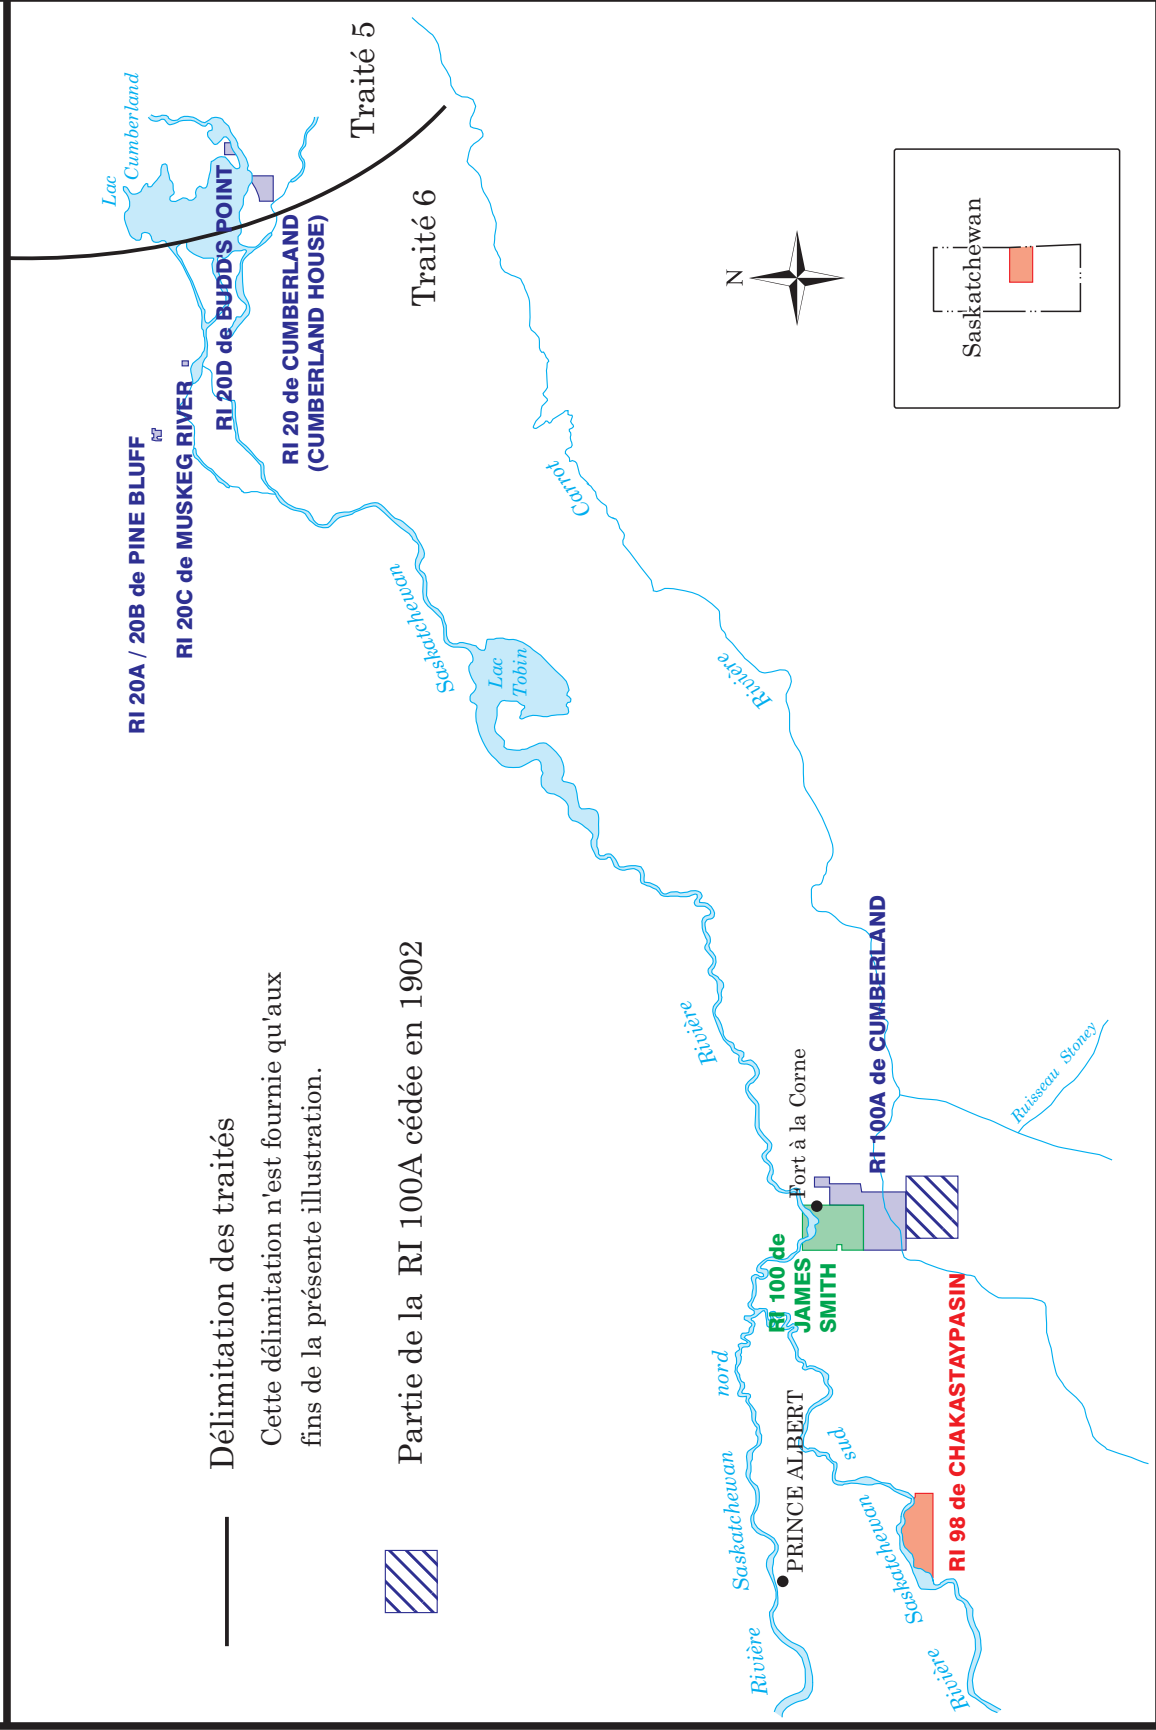 Délimitation des traités
Cette délimitation n'est fournie qu'aux
fins de la présente illustration.
Partie de la RI 100A cédée en 1902
RI 20A / 20B de PINE BLUFF
RI 20C de MUSKEG RIVER
RI 20D de BUDD'S POINT
RI 20 de CUMBERLAND
(CUMBERLAND HOUSE)
Lac
Cumberland
Traité 5
Traité 6
Saskatchewan
Lac
Tobin
Carrot
Rivière
Rivière
Fort à la Corne
RI 100A de CUMBERLAND
Ruisseau Stoney
RI 100 de
JAMES
SMITH
Rivière
Saskatchewan
nord
PRINCE ALBERT
Rivière
Saskatchewan
sud
RI 98 de CHAKASTAYPASIN
N
Saskatchewan